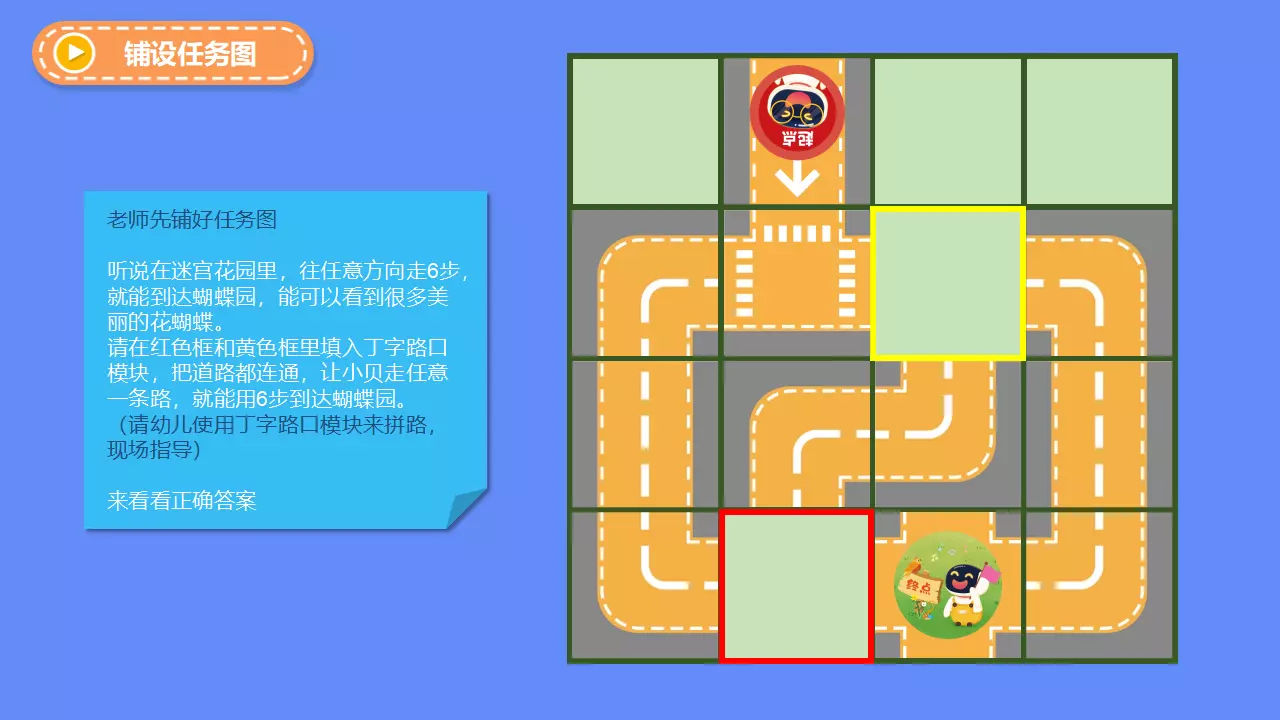 铺设任务图
起点
老师先铺好任务图
听说在迷宫花园里，往任意方向走6步，
就能到达蝴蝶园，能可以看到很多美
丽的花蝴蝶。
请在红色框和黄色框里填入丁字路口
模块，把道路都连通，让小贝走任意
一条路，就能用6步到达蝴蝶园。
（请幼儿使用丁字路口模块来拼路，
现场指导）
来看看正确答案
终点